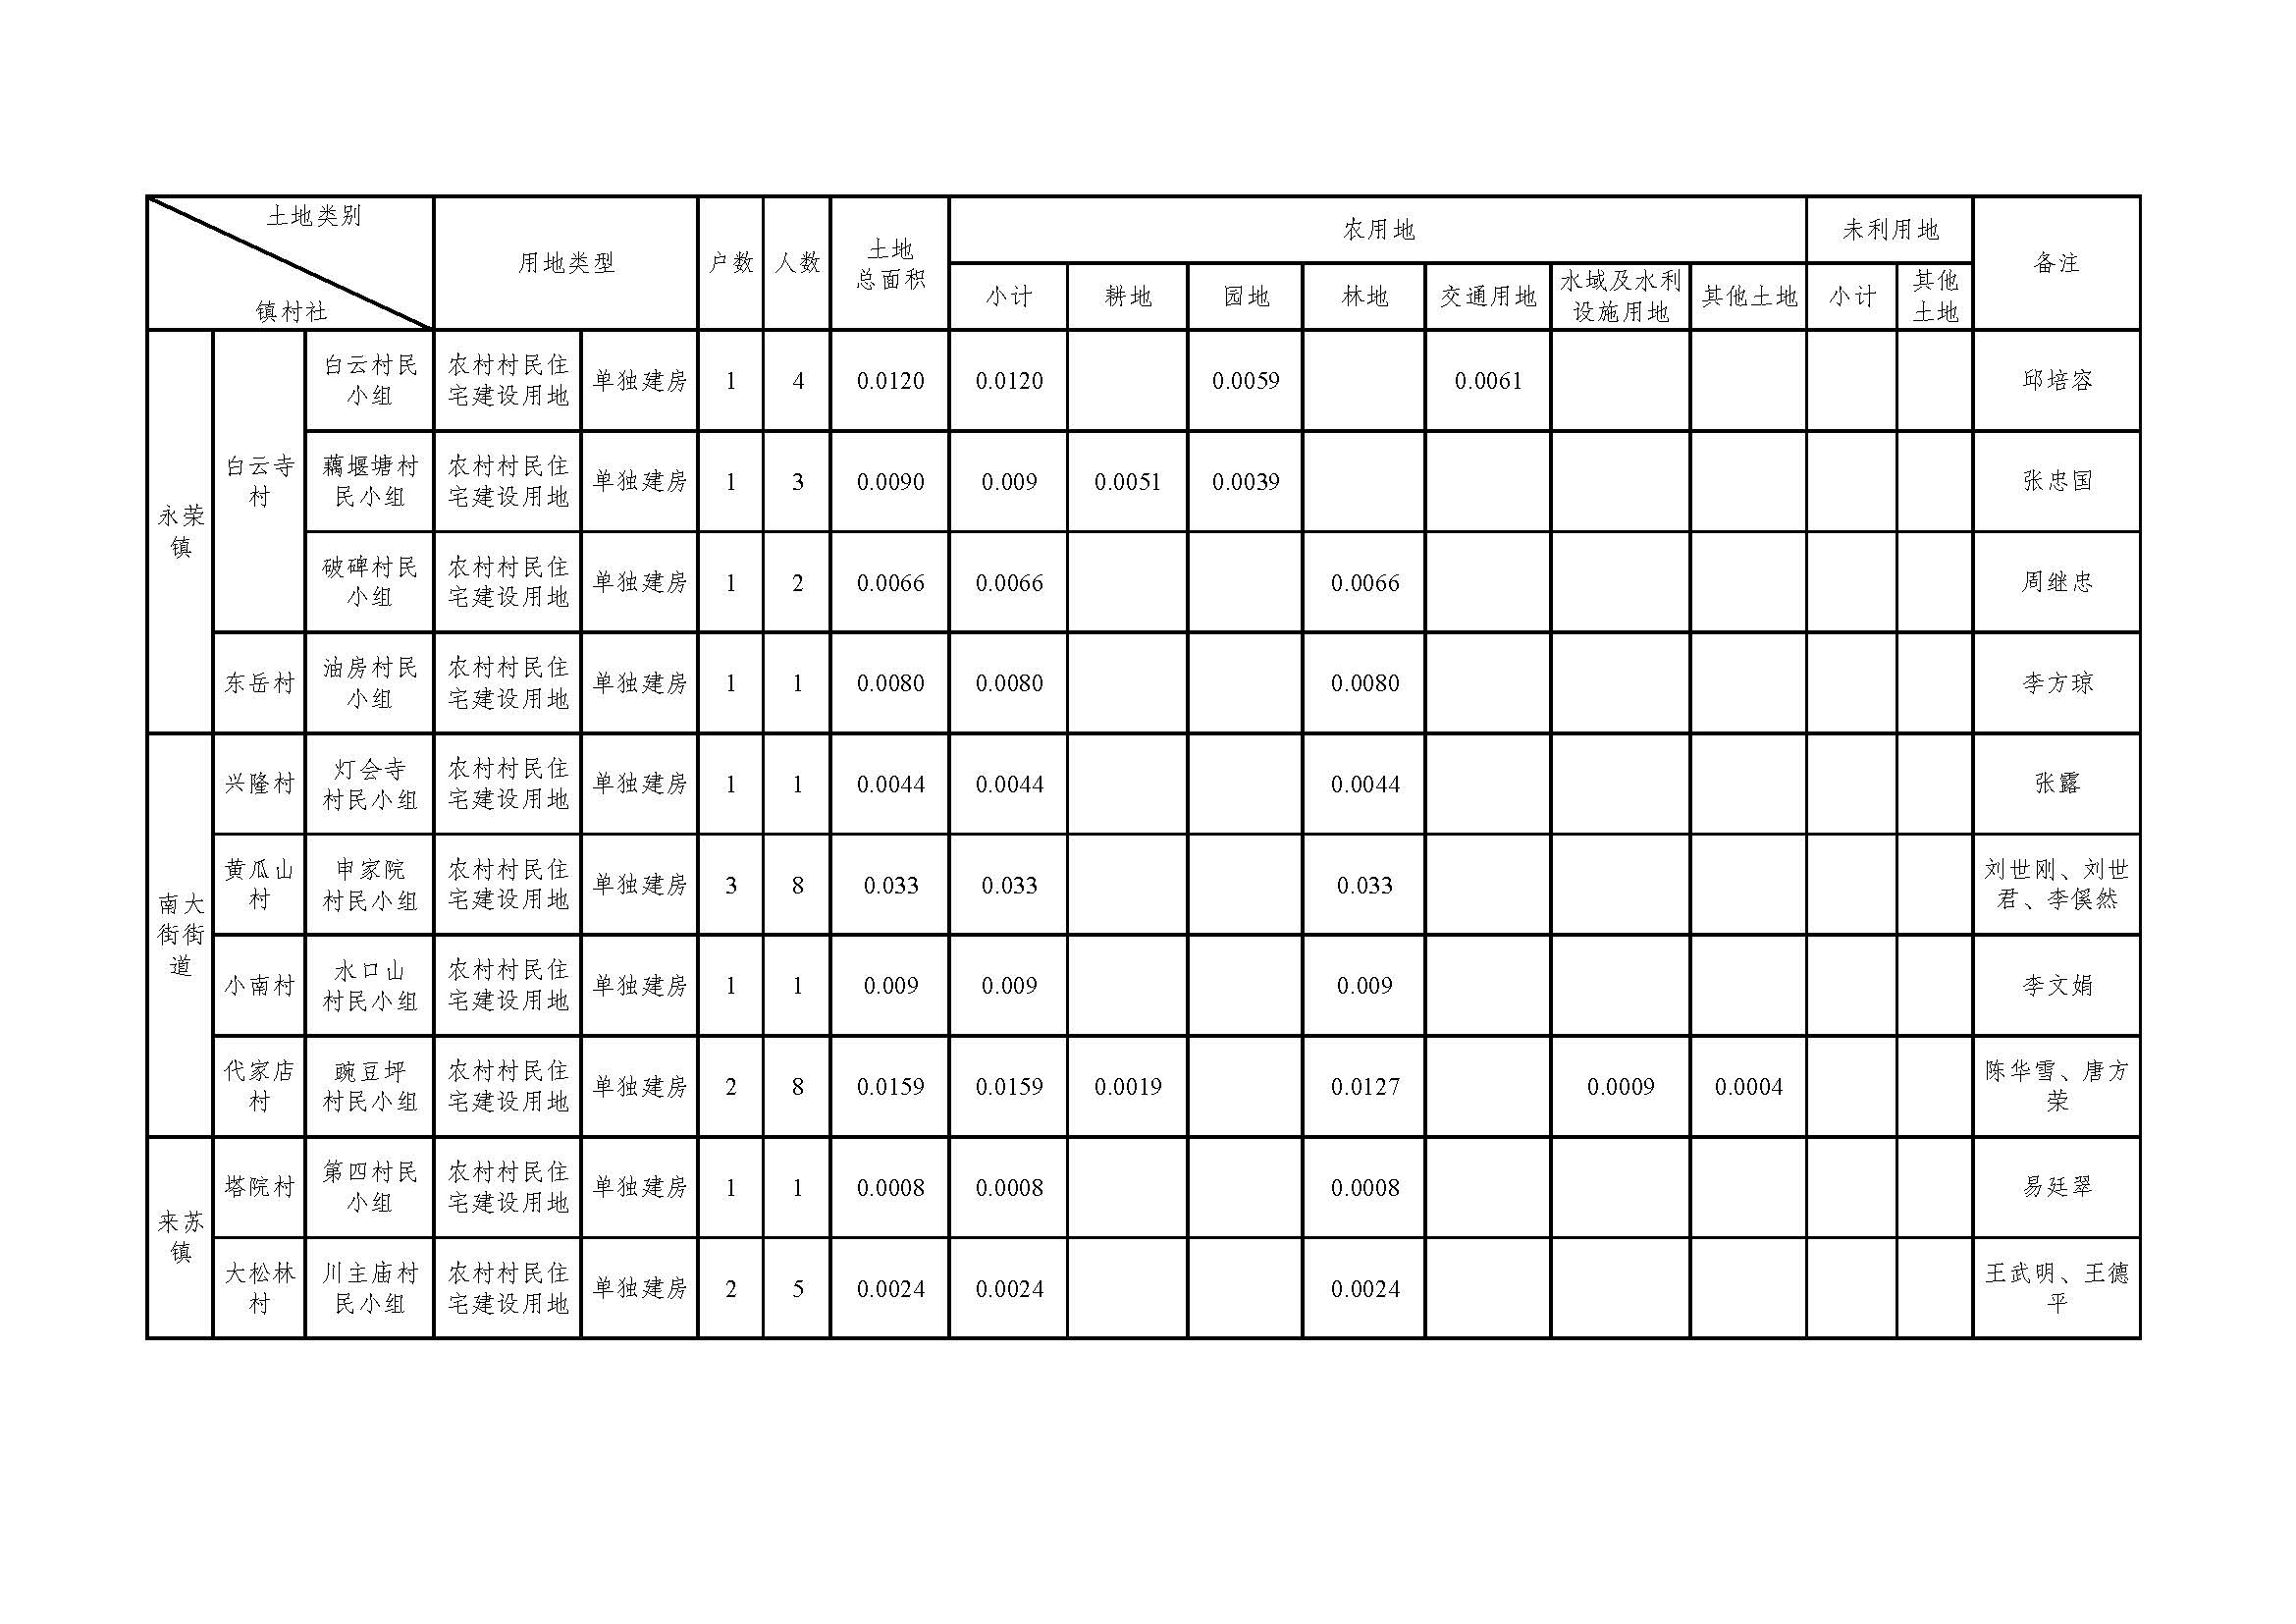 土地类别
镇村社
用地类型
户数
人数
土地
总面积
农用地
未利用地
备注
小计
耕地
园地
林地
交通用地
水域及水利
设施用地
其他土地
小计
其他
土地
永荣
镇
白云寺
村
白云村民
小组
农村村民住
宅建设用地
单独建房
1
4
0.0120
0.0120
0.0059
0.0061
邱培容
藕堰塘村
民小组
农村村民住
宅建设用地
单独建房
1
3
0.0090
0.009
0.0051
0.0039
张忠国
破碑村民
小组
农村村民住
宅建设用地
单独建房
1
2
0.0066
0.0066
0.0066
周继忠
东岳村
油房村民
小组
农村村民住
宅建设用地
单独建房
1
1
0.0080
0.0080
0.0080
李方琼
南大
街街
道
兴隆村
灯会寺
村民小组
农村村民住
宅建设用地
单独建房
1
1
0.0044
0.0044
0.0044
张露
黄瓜山
村
申家院
村民小组
农村村民住
宅建设用地
单独建房
3
8
0.033
0.033
0.033
刘世刚、刘世
君、李傒然
小南村
水口山
村民小组
农村村民住
宅建设用地
单独建房
1
1
0.009
0.009
0.009
李文娟
代家店
村
豌豆坪
村民小组
农村村民住
宅建设用地
单独建房
2
8
0.0159
0.0159
0.0019
0.0127
0.0009
0.0004
陈华雪、唐方
荣
来苏
镇
塔院村
第四村民
小组
农村村民住
宅建设用地
单独建房
1
1
0.0008
0.0008
0.0008
易廷翠
大松林
村
川主庙村
民小组
农村村民住
宅建设用地
单独建房
2
5
0.0024
0.0024
0.0024
王武明、王德
平